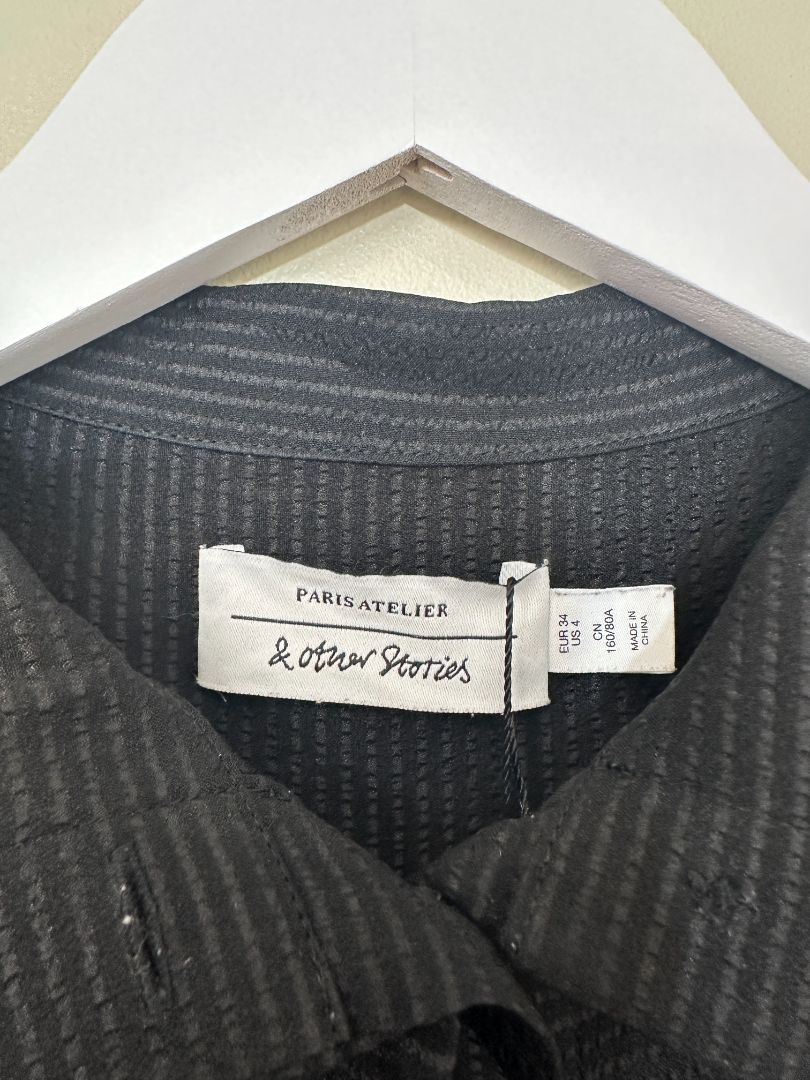 PARIS ATELIER
& other Stories
EUR 34
US 4
CN
160/80A
MADE IN
CHINA